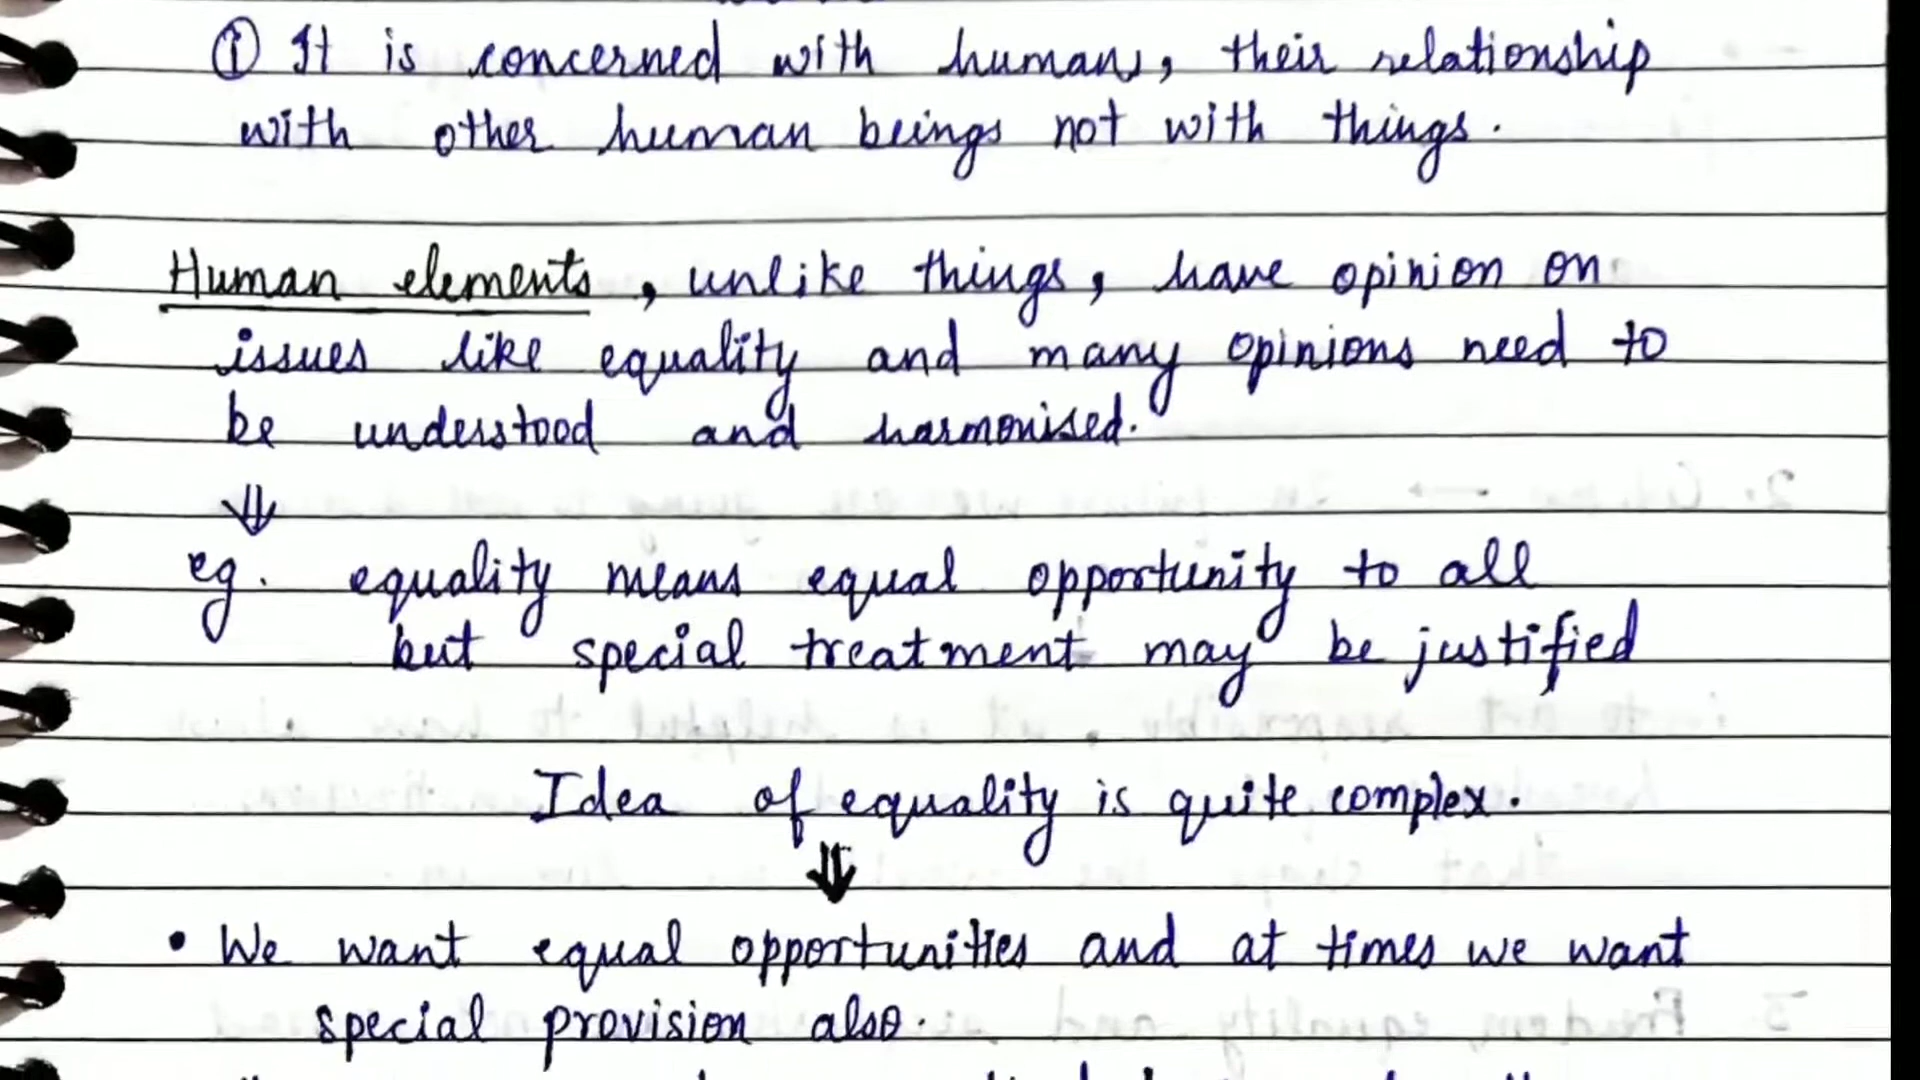 ① It is concerned with humans, their relationship
with other human beings not with things.
Human elements, unlike things, have opinion on
issues like equality and many opinions need to
be understood and harmonised.
⇓
eg. equality means equal opportunity to all
but special treatment may be justified
Idea of equality is quite complex.
⇓
• We want equal opportunities and at times we want
special provision also.